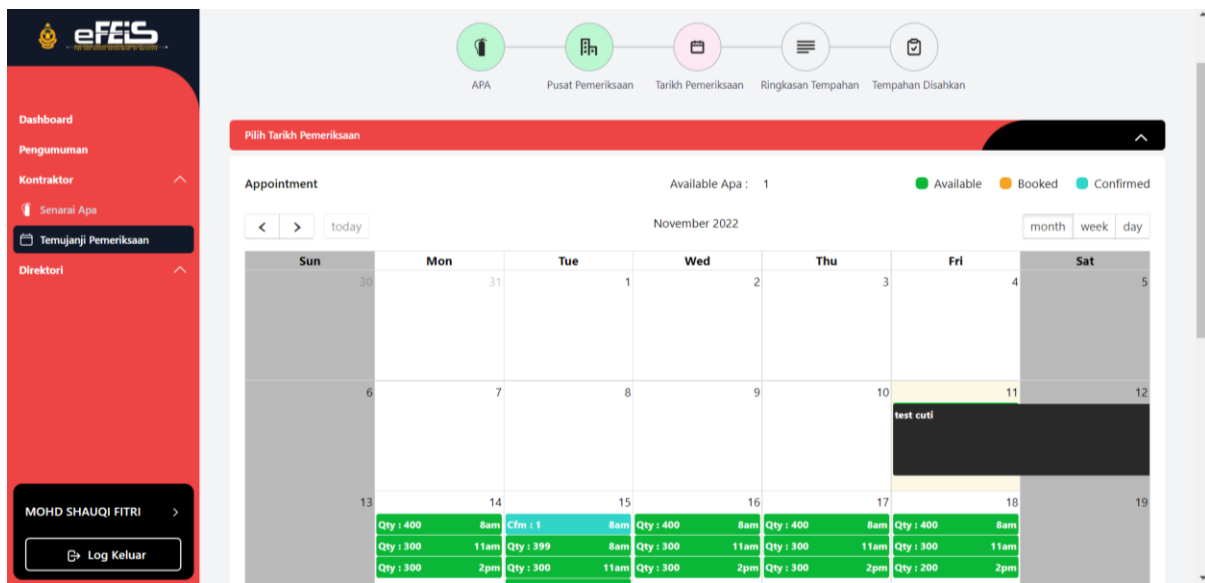 eFEiS
APA
Pusat Pemeriksaan
Tarikh Pemeriksaan
Ringkasan Tempahan
Tempahan Disahkan
Dashboard
Pengumuman
Kontraktor
Senarai Apa
Temujanji Pemeriksaan
Direktori
MOHD SHAUQI FITRI
Log Keluar
Pilih Tarikh Pemeriksaan
Appointment
Available Apa : 1
Available Booked Confirmed
today
November 2022
month week day
Sun Mon Tue Wed Thu Fri Sat
30 31 1 2 3 4 5
6 7 8 9 10 11 12
test cuti
13 14 15 16 17 18 19
Qty : 400 8am Cfm : 1 8am Qty : 400 8am Qty : 400 8am Qty : 400 8am
Qty : 300 11am Qty : 399 8am Qty : 300 11am Qty : 300 11am Qty : 300 11am
Qty : 300 2pm Qty : 300 11am Qty : 300 2pm Qty : 300 2pm Qty : 200 2pm